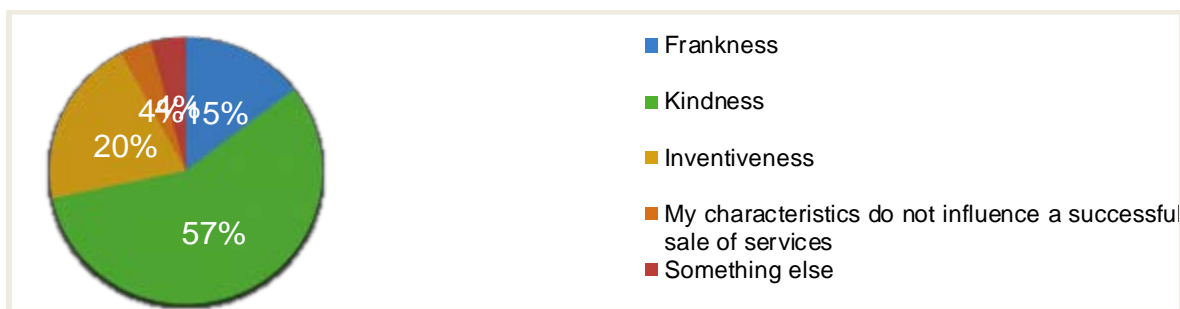 Frankness
4%
4%
15%
Kindness
20%
Inventiveness
57%
My characteristics do not influence a successful
sale of services
Something else